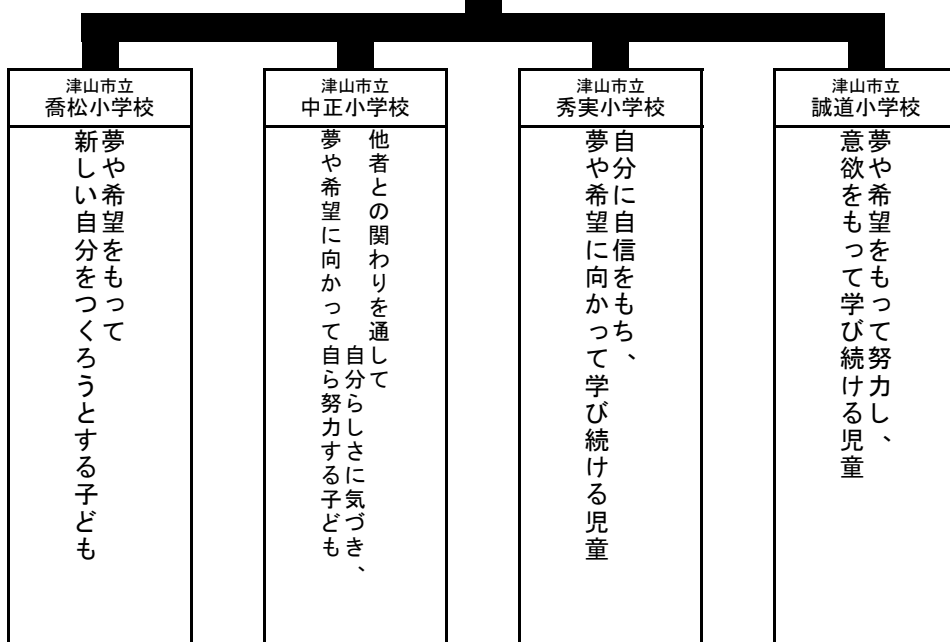 津山市立
喬松小学校
夢や希望をもって
新しい自分をつくろうとする子ども
津山市立
中正小学校
他者との関わりを通して
自分らしさに気づき、
夢や希望に向かって自ら努力する子ども
津山市立
秀実小学校
自分に自信をもち、
夢や希望に向かって学び続ける児童
津山市立
誠道小学校
夢や希望をもって努力し、
意欲をもって学び続ける児童